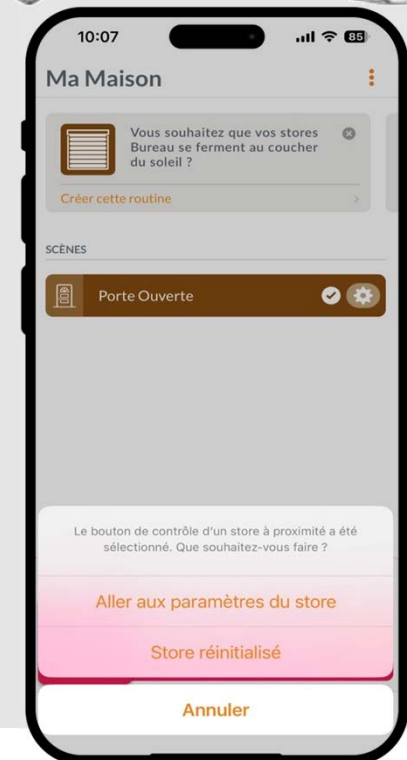 10:07
85
Ma Maison
Vous souhaitez que vos stores
Bureau se ferment au coucher
du soleil ?
Créer cette routine
SCÈNES
Porte Ouverte
Le bouton de contrôle d'un store à proximité a été
sélectionné. Que souhaitez-vous faire ?
Aller aux paramètres du store
Store réinitialisé
Annuler